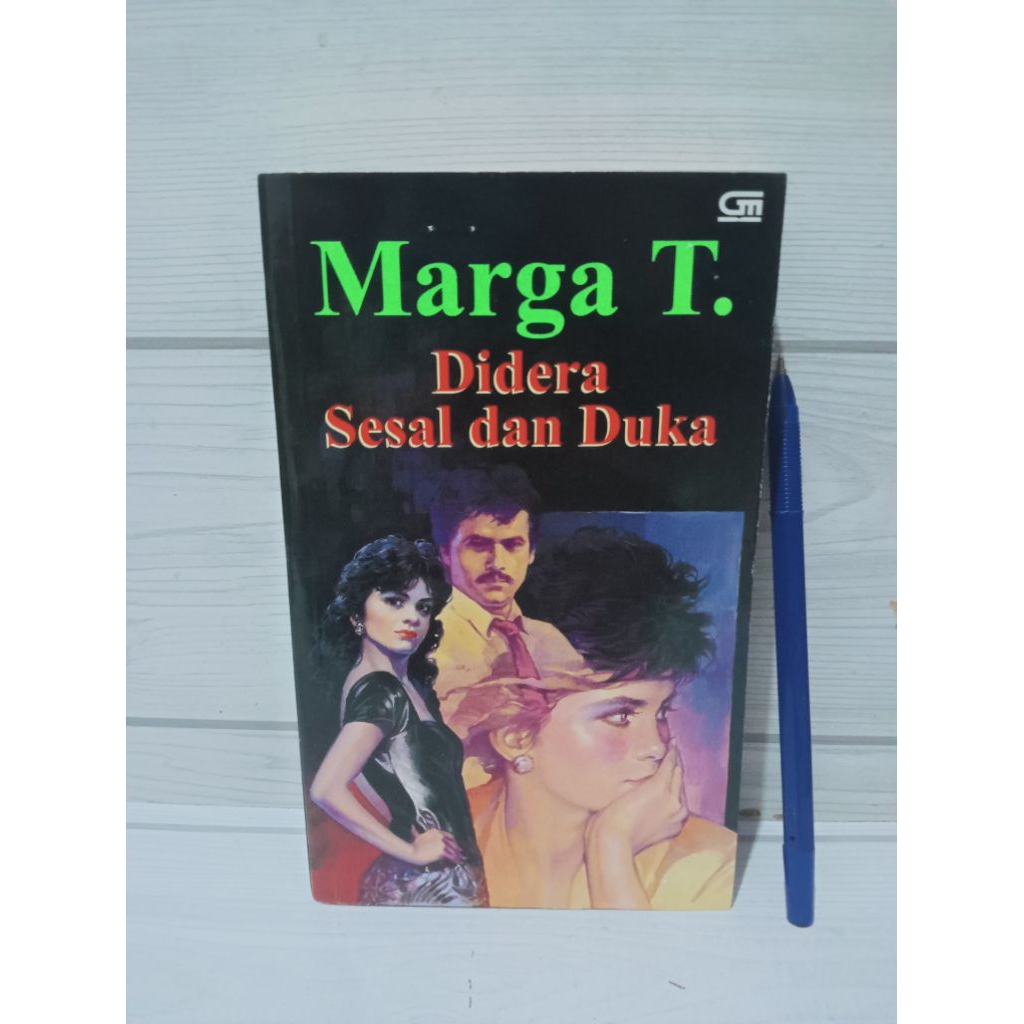 GM
Marga T.
Didera
Sesal dan Duka